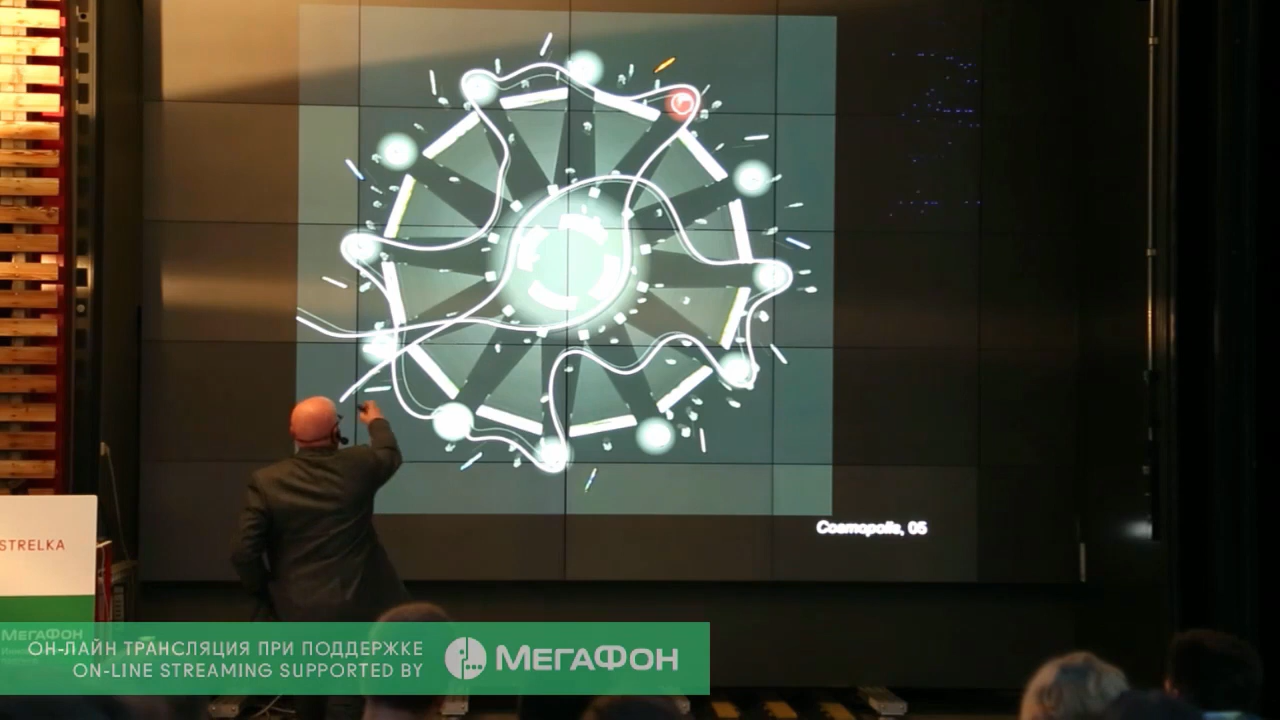 Cosmopolis, 05
STRELKA
МЕГАФОН
ОН-ЛАЙН ТРАНСЛЯЦИЯ ПРИ ПОДДЕРЖКЕ
ON-LINE STREAMING SUPPORTED BY
МЕГАФОН